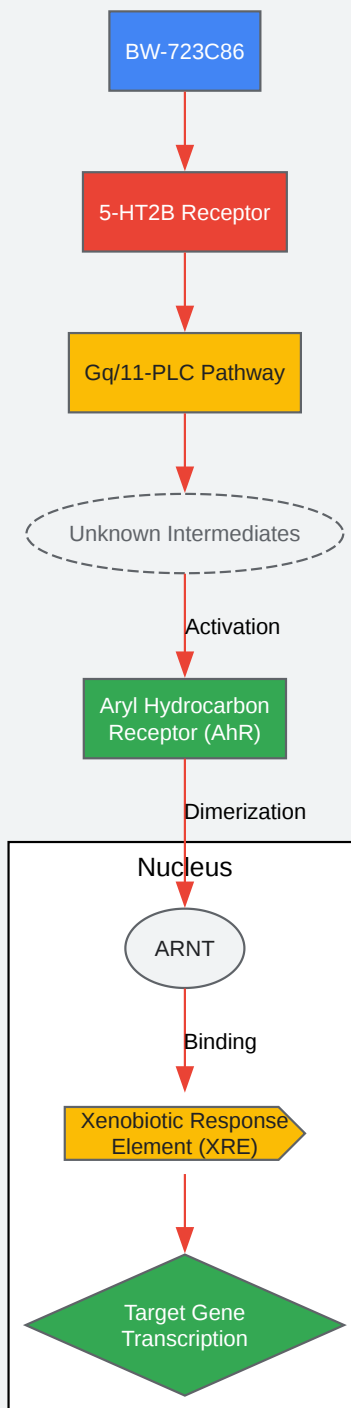 BW-723C86
5-HT2B Receptor
Gq/11-PLC Pathway
Unknown Intermediates
Activation
Aryl Hydrocarbon
Receptor (AhR)
Dimerization
Nucleus
ARNT
Binding
Xenobiotic Response
Element (XRE)
Target Gene
Transcription